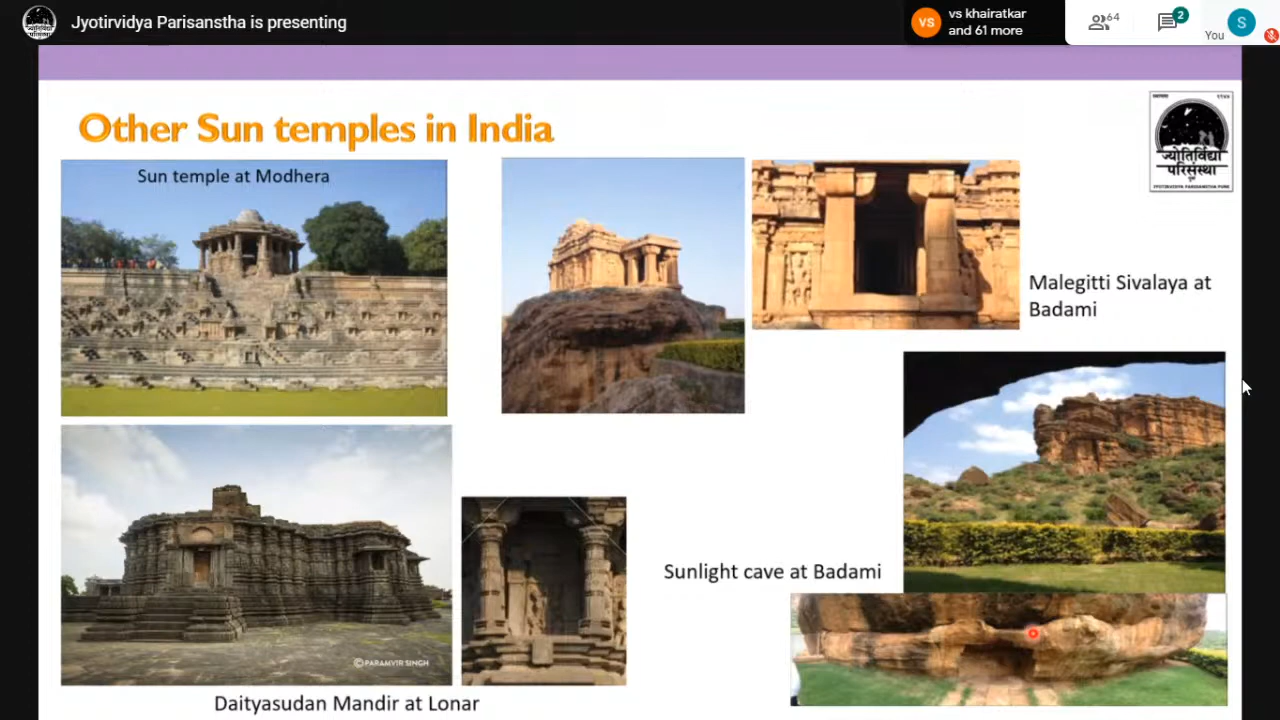 Jyotirvidya Parisanstha is presenting
VS
vs khairatkar
and 61 more
64
2
You
S
Other Sun temples in India
ज्योतिर्विद्या
परिसंस्था
JYOTIRVIDYA PARISANSTHA PUNE
Sun temple at Modhera
Malegitti Sivalaya at
Badami
Sunlight cave at Badami
©PARAMVIR SINGH
Daityasudan Mandir at Lonar